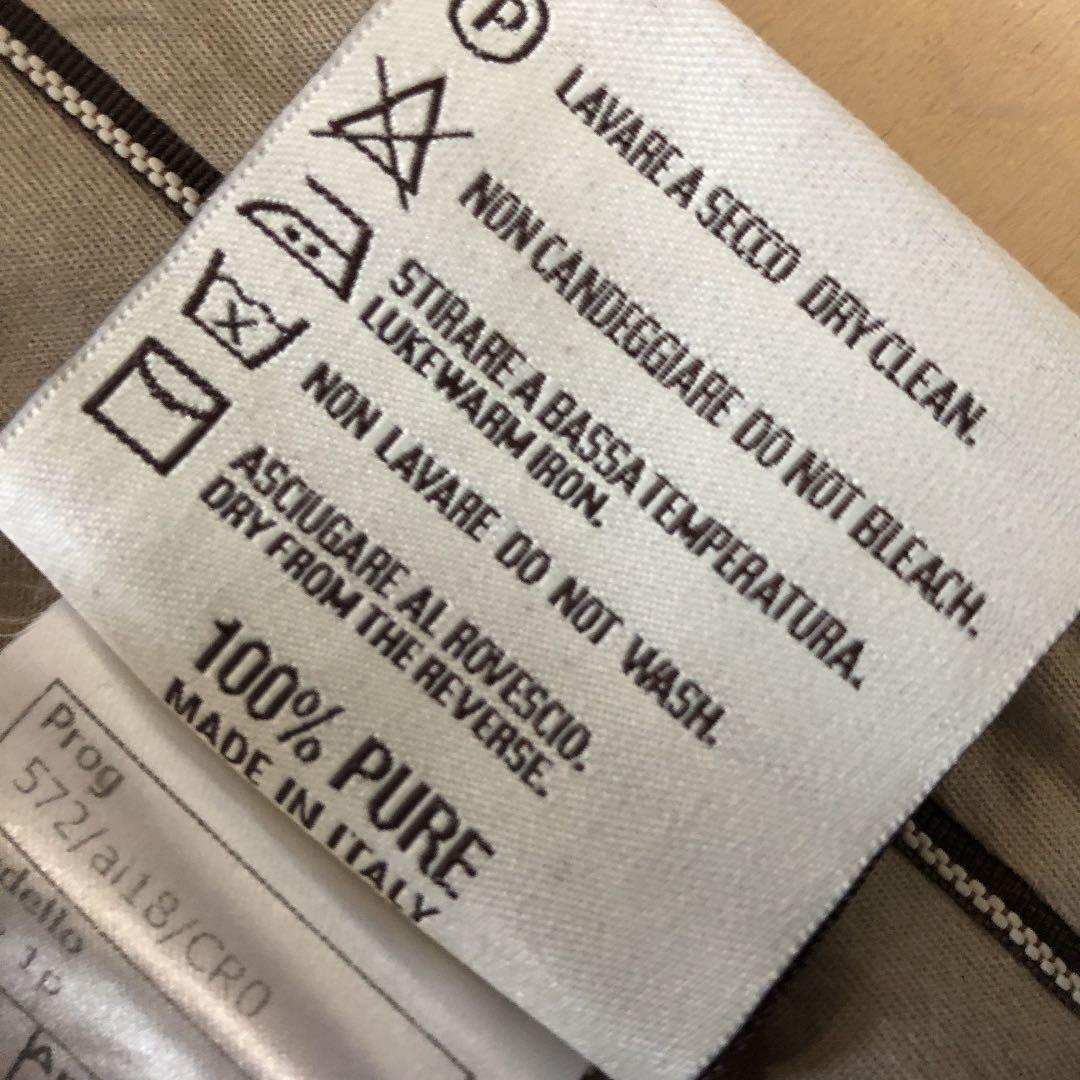 P
LAVARE A SECCO DRY CLEAN.
NON CANDEGGIARE DO NOT BLEACH.
STIRARE A BASSA TEMPERATURA.
LUKEWARM IRON.
NON LAVARE DO NOT WASH.
ASCIUGARE AL ROVESCIO.
DRY FROM THE REVERSE.
100% PURE
MADE IN ITALY
Prog
572/ai18/CR0